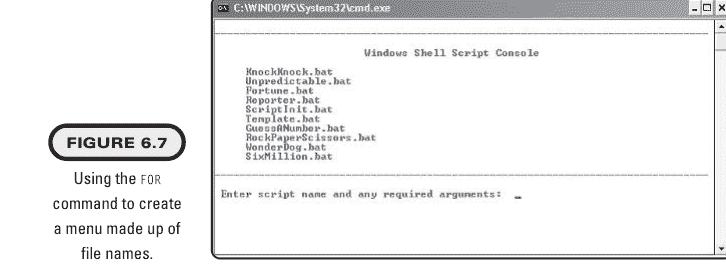 C:\WINDOWS\System32\cmd.exe
Windows Shell Script Console
KnockKnock.bat
Unpredictable.bat
Fortune.bat
Reporter.bat
ScriptInit.bat
Template.bat
GuessANumber.bat
RockPaperScissors.bat
WonderDog.bat
SixMillion.bat
Enter script name and any required arguments: _
FIGURE 6.7
Using the FOR
command to create
a menu made up of
file names.